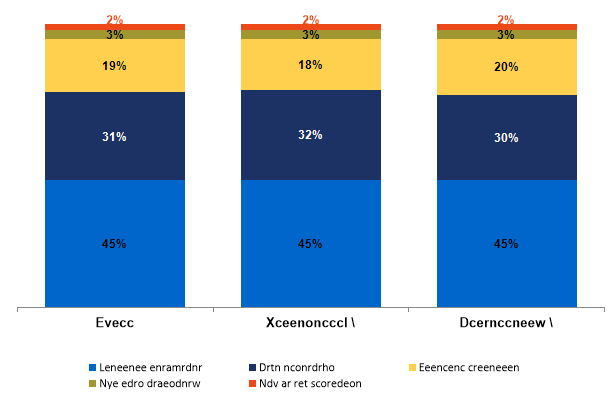 2% 2% 2%
3% 3% 3%
19% 18% 20%
31% 32% 30%
45% 45% 45%
Evecc Xceenoncccl \ Dcernccneew \
Leneenee enramrdnr Drtn nconrdrho Eeencenc creeneeen
Nye edro draeodnrw Ndv ar ret scoredeon